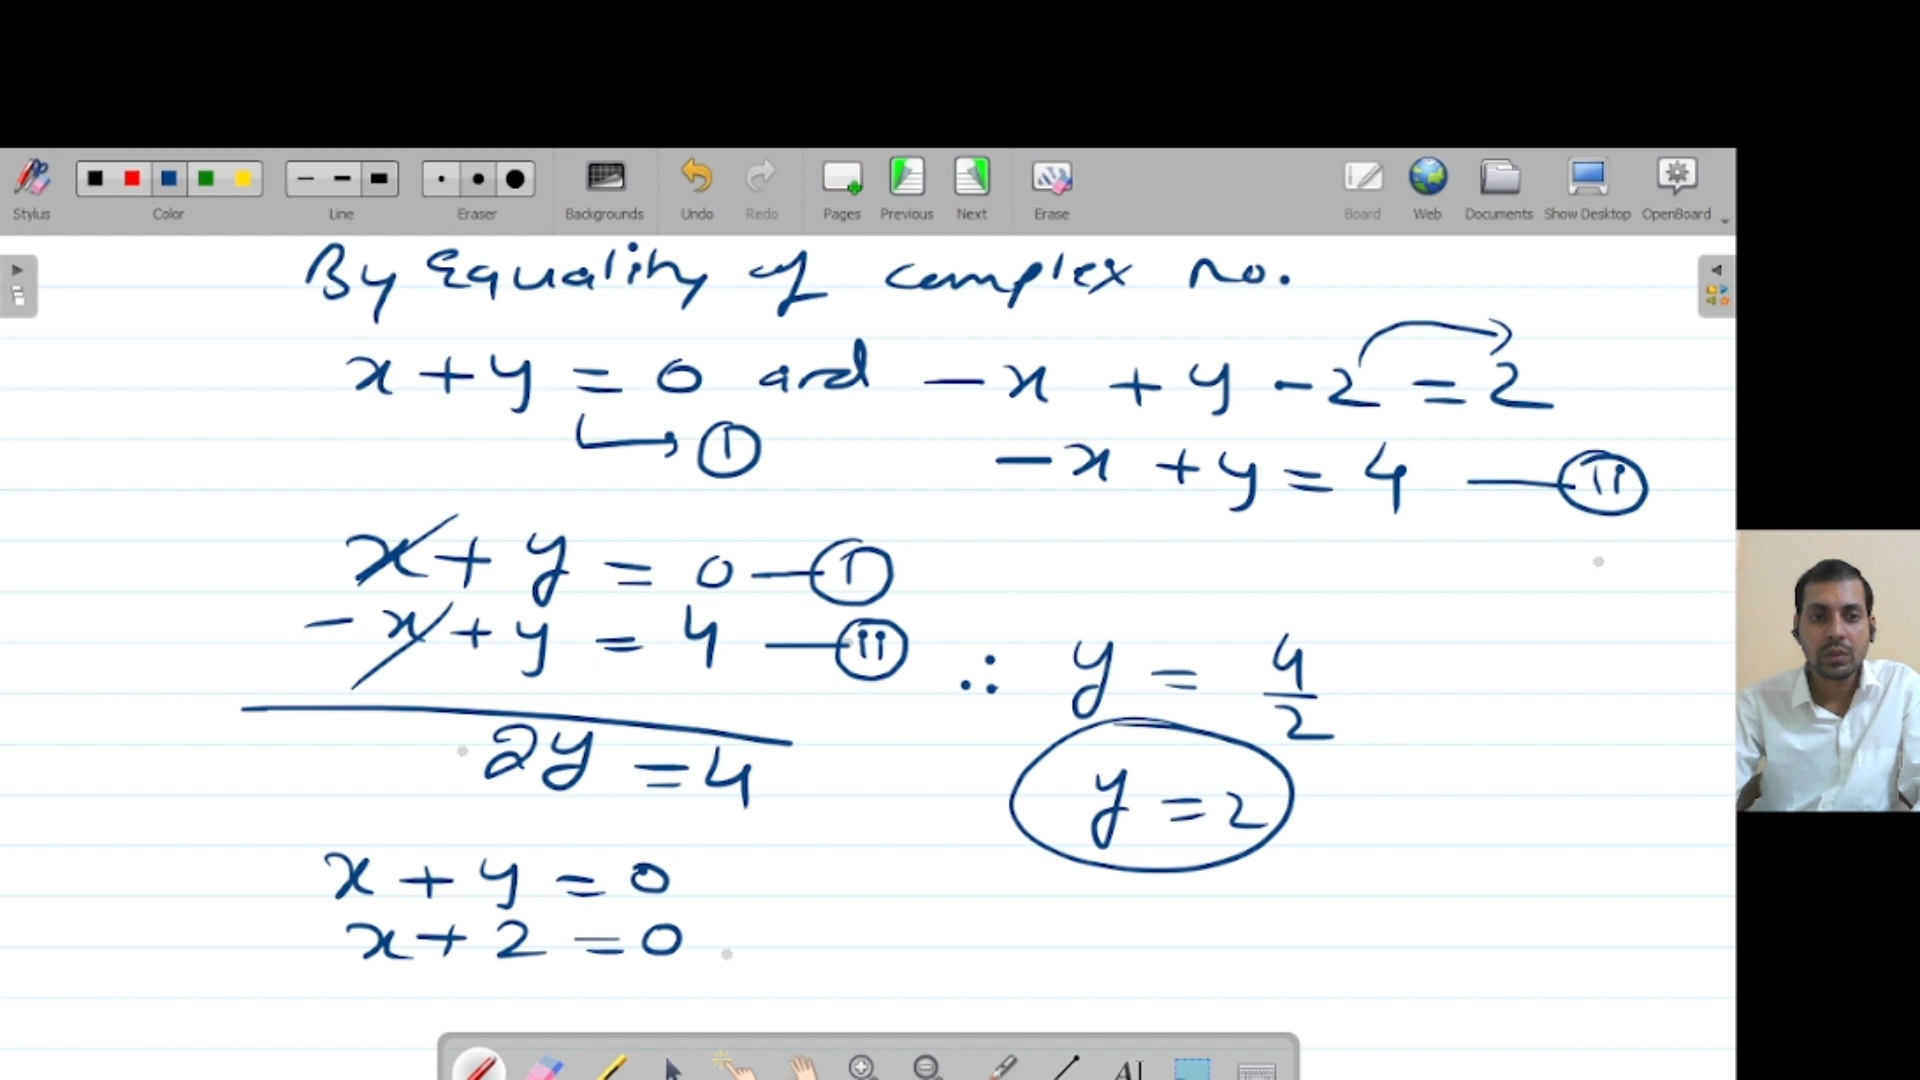 Stylus Color Line Eraser Backgrounds Undo Redo Pages Previous Next Erase Board Web Documents Show Desktop OpenBoard
By Equality of complex no.
x + y = 0 and - x + y - 2 = 2
I
- x + y = 4 — II
x + y = 0 — I
- x + y = 4 — II
∴ y = 4/2
2y = 4
y = 2
x + y = 0
x + 2 = 0
AI